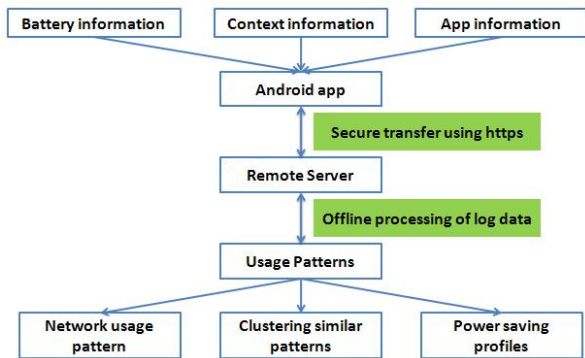 Battery information
Context information
App information
Android app
Secure transfer using https
Remote Server
Offline processing of log data
Usage Patterns
Network usage
pattern
Clustering similar
patterns
Power saving
profiles